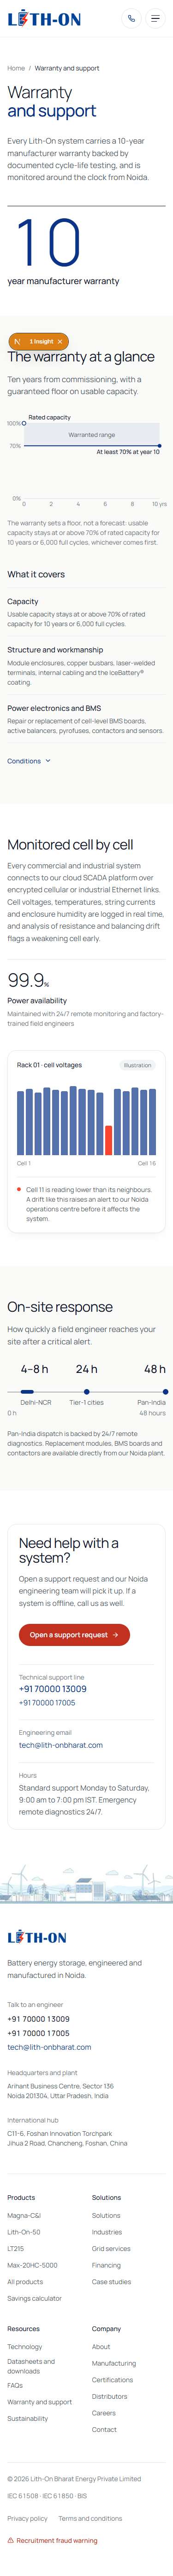 LITH-ON
Home / Warranty and support
Warranty
and support
Every Lith-On system carries a 10-year
manufacturer warranty backed by
documented cycle-life testing, and is
monitored around the clock from Noida.
10
year manufacturer warranty
1 Insight
The warranty at a glance
Ten years from commissioning, with a
guaranteed floor on usable capacity.
Rated capacity
100%
Warranted range
70%
At least 70% at year 10
0%
0 2 4 6 8 10 yrs
The warranty sets a floor, not a forecast: usable
capacity stays at or above 70% of rated capacity for
10 years or 6,000 full cycles, whichever comes first.
What it covers
Capacity
Usable capacity stays at or above 70% of rated
capacity for 10 years or 6,000 full cycles.
Structure and workmanship
Module enclosures, copper busbars, laser-welded
terminals, internal cabling and the IceBattery®
coating.
Power electronics and BMS
Repair or replacement of cell-level BMS boards,
active balancers, pyrofuses, contactors and sensors.
Conditions
Monitored cell by cell
Every commercial and industrial system
connects to our cloud SCADA platform over
encrypted cellular or industrial Ethernet links.
Cell voltages, temperatures, string currents
and enclosure humidity are logged in real time,
and analysis of resistance and balancing drift
flags a weakening cell early.
99.9%
Power availability
Maintained with 24/7 remote monitoring and factory-
trained field engineers
Rack 01 · cell voltages
Illustration
Cell 1
Cell 16
Cell 11 is reading lower than its neighbours.
A drift like this raises an alert to our Noida
operations centre before it affects the
system.
On-site response
How quickly a field engineer reaches your
site after a critical alert.
4–8 h 24 h 48 h
Delhi-NCR Tier-1 cities Pan-India
0 h 48 hours
Pan-India dispatch is backed by 24/7 remote
diagnostics. Replacement modules, BMS boards and
contactors are available directly from our Noida plant.
Need help with a
system?
Open a support request and our Noida
engineering team will pick it up. If a
system is offline, call us as well.
Open a support request
Technical support line
+91 70000 13009
+91 70000 17005
Engineering email
tech@lith-onbharat.com
Hours
Standard support Monday to Saturday,
9:00 am to 7:00 pm IST. Emergency
remote diagnostics 24/7.
LITH-ON
Battery energy storage, engineered and
manufactured in Noida.
Talk to an engineer
+91 70000 13009
+91 70000 17005
tech@lith-onbharat.com
Headquarters and plant
Arihant Business Centre, Sector 136
Noida 201304, Uttar Pradesh, India
International hub
C11-6, Foshan Innovation Torchpark
Jihua 2 Road, Chancheng, Foshan, China
Products
Magna-C&I
Lith-On-50
LT215
Max-20HC-5000
All products
Savings calculator
Solutions
Solutions
Industries
Grid services
Financing
Case studies
Resources
Technology
Datasheets and
downloads
FAQs
Warranty and support
Sustainability
Company
About
Manufacturing
Certifications
Distributors
Careers
Contact
© 2026 Lith-On Bharat Energy Private Limited
IEC 61508 · IEC 61850 · BIS
Privacy policy Terms and conditions
Recruitment fraud warning